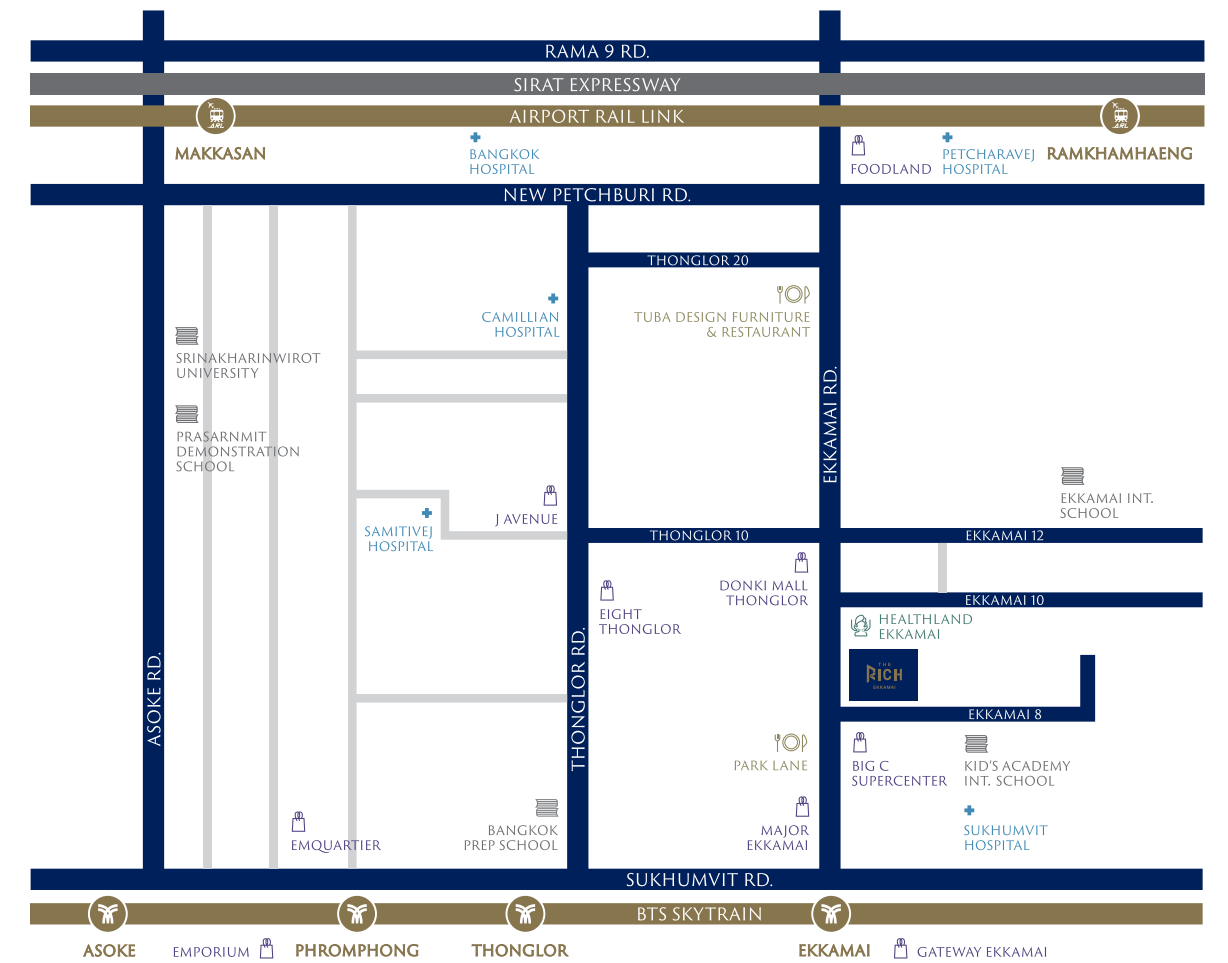 RAMA 9 RD.
SIRAT EXPRESSWAY
AIRPORT RAIL LINK
ARL
ARL
MAKKASAN
BANGKOK
HOSPITAL
FOODLAND
PETCHARAVEJ
HOSPITAL
RAMKHAMHAENG
NEW PETCHBURI RD.
THONGLOR 20
CAMILLIAN
HOSPITAL
TUBA DESIGN FURNITURE
& RESTAURANT
SRINAKHARINWIROT
UNIVERSITY
EKKAMAI RD.
PRASARNMIT
DEMONSTRATION
SCHOOL
EKKAMAI INT.
SCHOOL
J AVENUE
SAMITIVEJ
HOSPITAL
THONGLOR 10
EKKAMAI 12
DONKI MALL
THONGLOR
EIGHT
THONGLOR
EKKAMAI 10
HEALTHLAND
EKKAMAI
THE
RICH
EKKAMAI
ASOKE RD.
THONGLOR RD.
EKKAMAI 8
PARK LANE
BIG C
SUPERCENTER
KID'S ACADEMY
INT. SCHOOL
EMQUARTIER
BANGKOK
PREP SCHOOL
MAJOR
EKKAMAI
SUKHUMVIT
HOSPITAL
SUKHUMVIT RD.
BTS SKYTRAIN
ASOKE
EMPORIUM
PHROMPHONG
THONGLOR
EKKAMAI
GATEWAY EKKAMAI